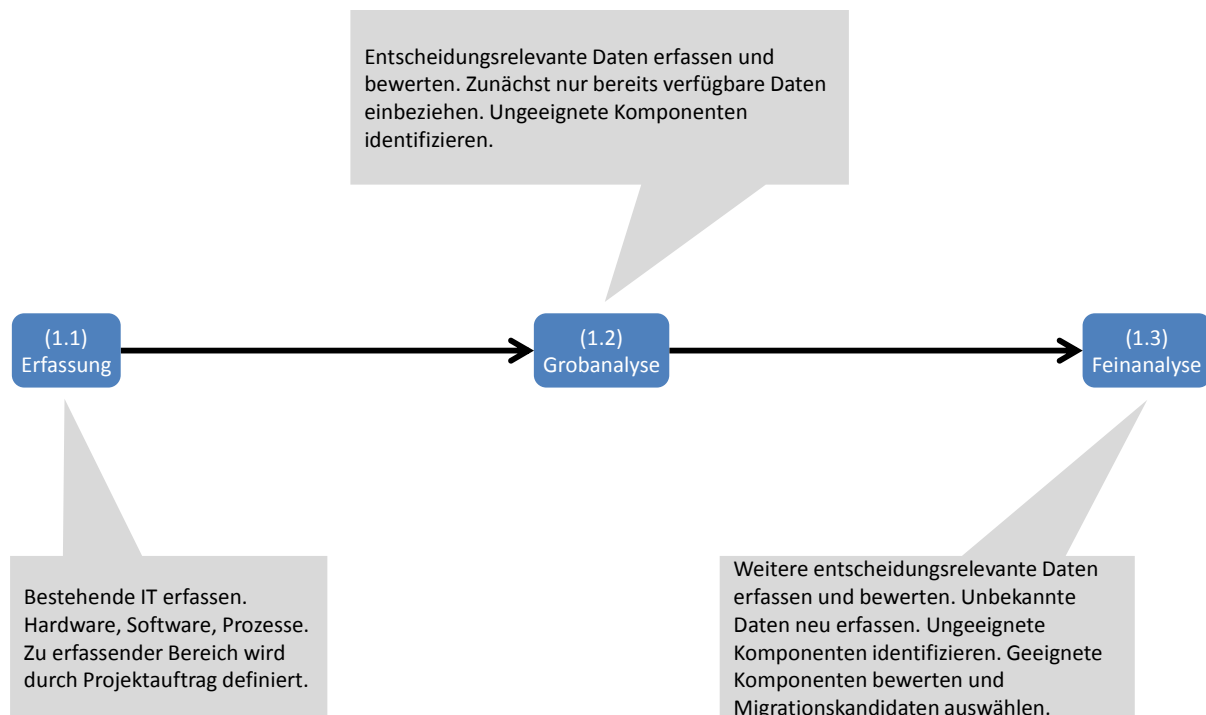 Entscheidungsrelevante Daten erfassen und
bewerten. Zunächst nur bereits verfügbare Daten
einbeziehen. Ungeeignete Komponenten
identifizieren.
(1.1)
Erfassung
(1.2)
Grobanalyse
(1.3)
Feinanalyse
Bestehende IT erfassen.
Hardware, Software, Prozesse.
Zu erfassender Bereich wird
durch Projektauftrag definiert.
Weitere entscheidungsrelevante Daten
erfassen und bewerten. Unbekannte
Daten neu erfassen. Ungeeignete
Komponenten identifizieren. Geeignete
Komponenten bewerten und
Migrationskandidaten auswählen.